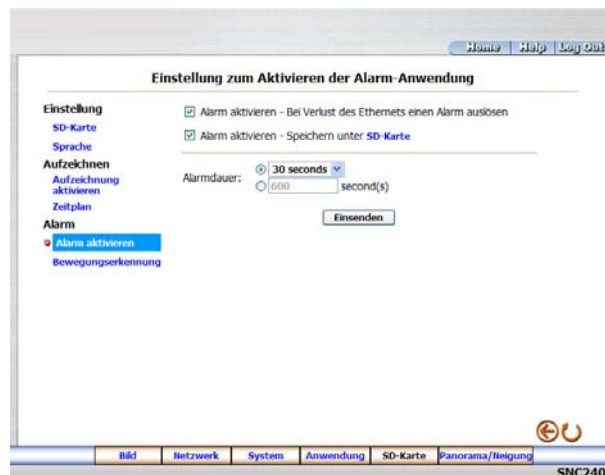 Home Help Log Out
Einstellung zum Aktivieren der Alarm-Anwendung
Einstellung
SD-Karte
Sprache
Aufzeichnen
Aufzeichnung
aktivieren
Zeitplan
Alarm
Alarm aktivieren
Bewegungserkennung
Alarm aktivieren - Bei Verlust des Ethernets einen Alarm auslösen
Alarm aktivieren - Speichern unter SD-Karte
Alarmdauer:
30 seconds
600 second(s)
Einsenden
Bild Netzwerk System Anwendung SD-Karte Panorama/Neigung
SNC240